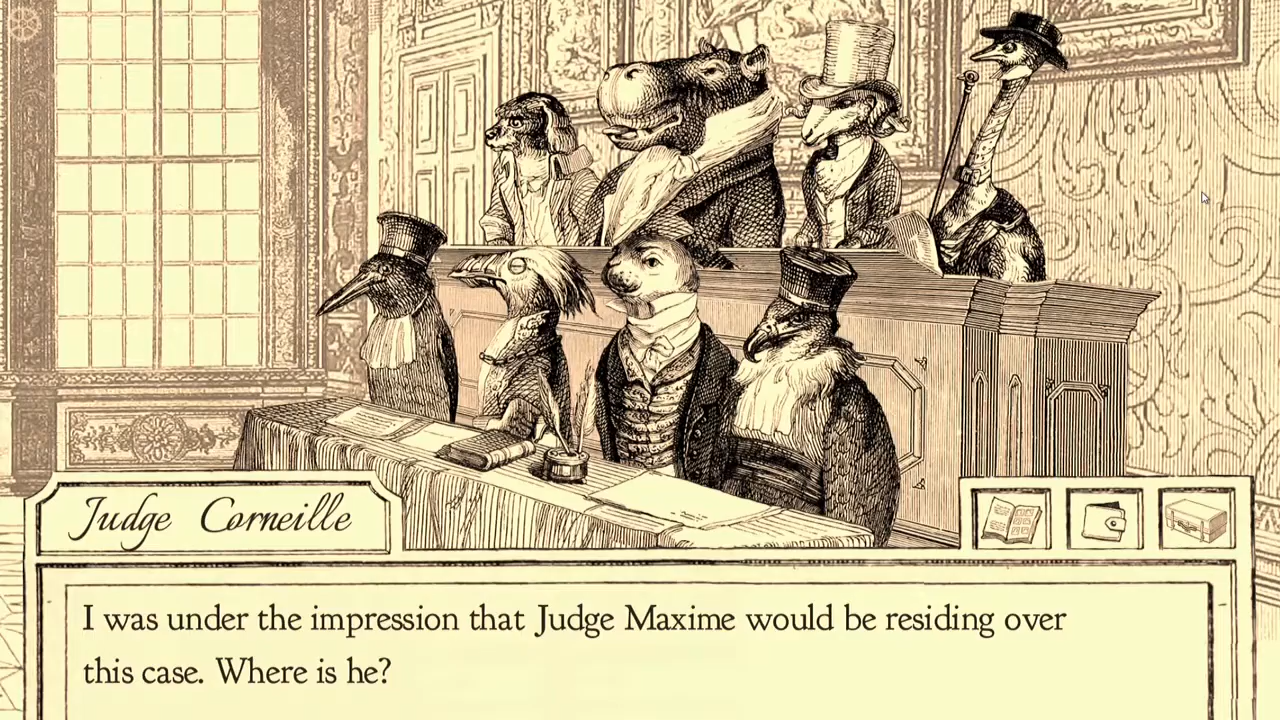 Judge Corneille
I was under the impression that Judge Maxime would be residing over
this case. Where is he?